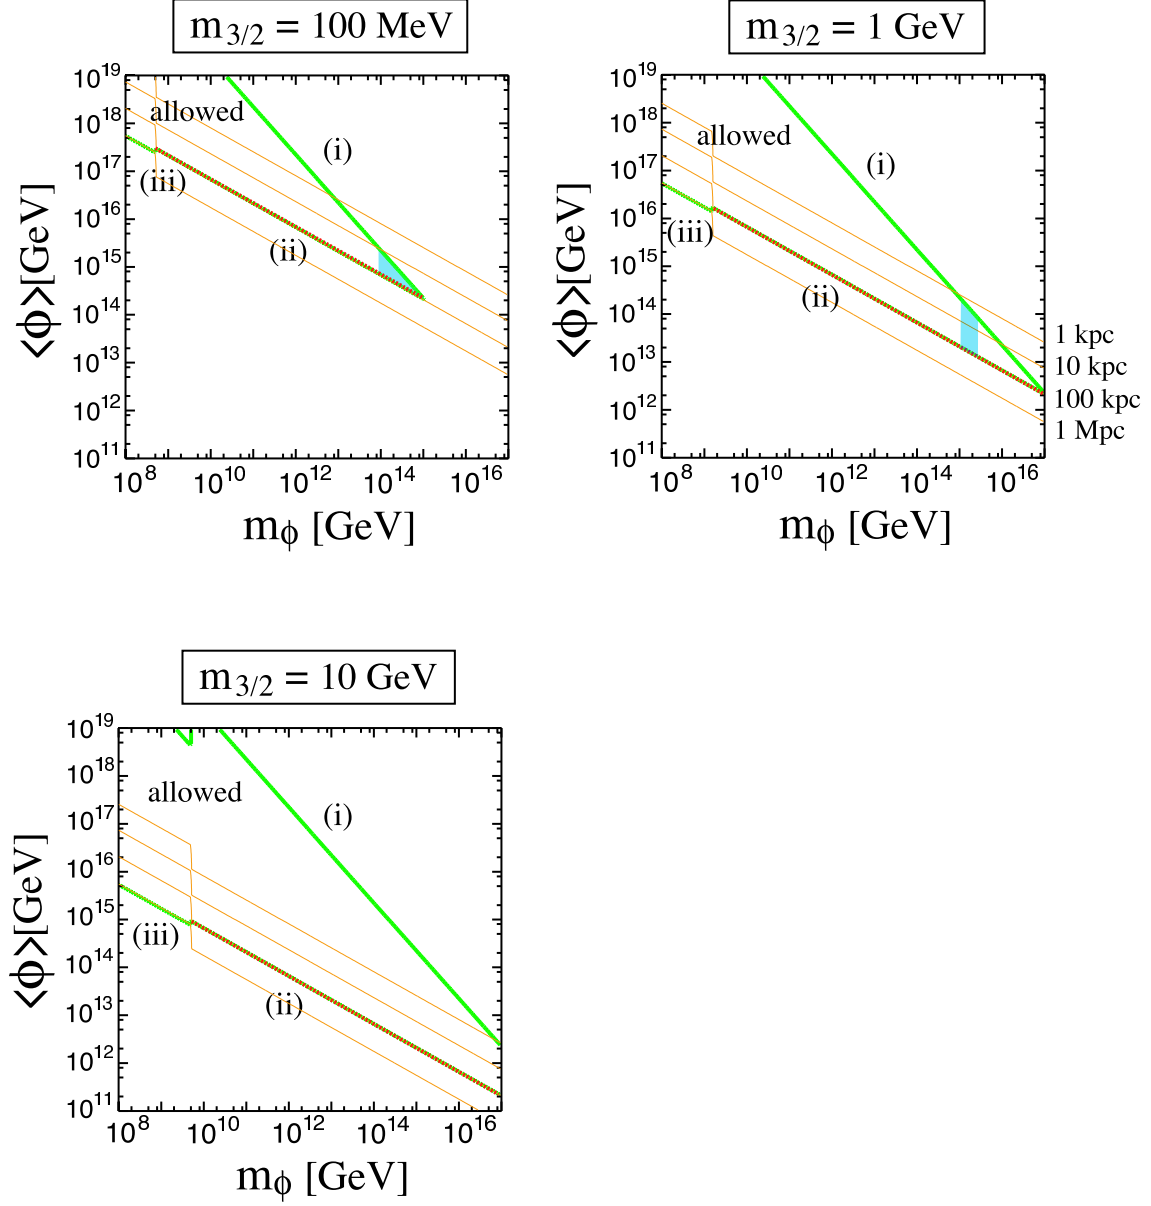 m3/2 = 100 MeV
10^19
10^18
10^17
10^16
10^15
10^14
10^13
10^12
10^11
<ϕ>[GeV]
allowed
(i)
(iii)
(ii)
10^8 10^10 10^12 10^14 10^16
mϕ [GeV]
m3/2 = 1 GeV
10^19
10^18
10^17
10^16
10^15
10^14
10^13
10^12
10^11
<ϕ>[GeV]
allowed
(i)
(iii)
(ii)
1 kpc
10 kpc
100 kpc
1 Mpc
10^8 10^10 10^12 10^14 10^16
mϕ [GeV]
m3/2 = 10 GeV
10^19
10^18
10^17
10^16
10^15
10^14
10^13
10^12
10^11
<ϕ>[GeV]
allowed
(i)
(iii)
(ii)
10^8 10^10 10^12 10^14 10^16
mϕ [GeV]